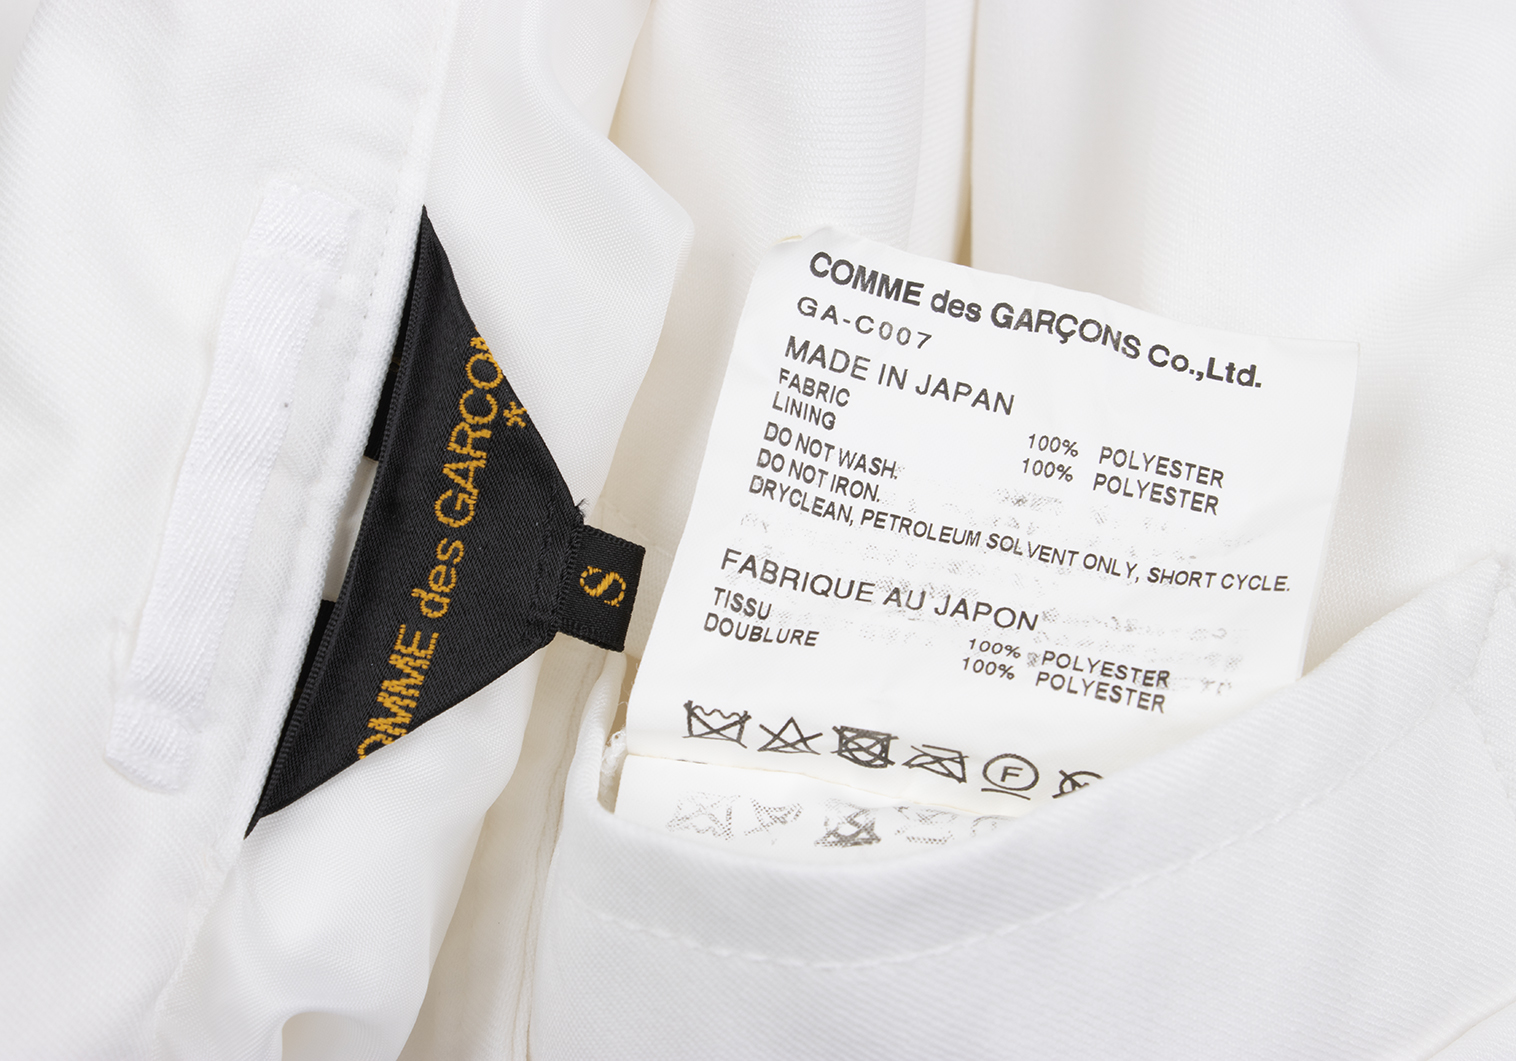 COMME des GARÇONS
*
S
COMME des GARÇONS Co.,Ltd.
GA-C007
MADE IN JAPAN
FABRIC 100% POLYESTER
LINING 100% POLYESTER
DO NOT WASH.
DO NOT IRON.
DRYCLEAN, PETROLEUM SOLVENT ONLY, SHORT CYCLE.
FABRIQUE AU JAPON
TISSU 100% POLYESTER
DOUBLURE 100% POLYESTER
F